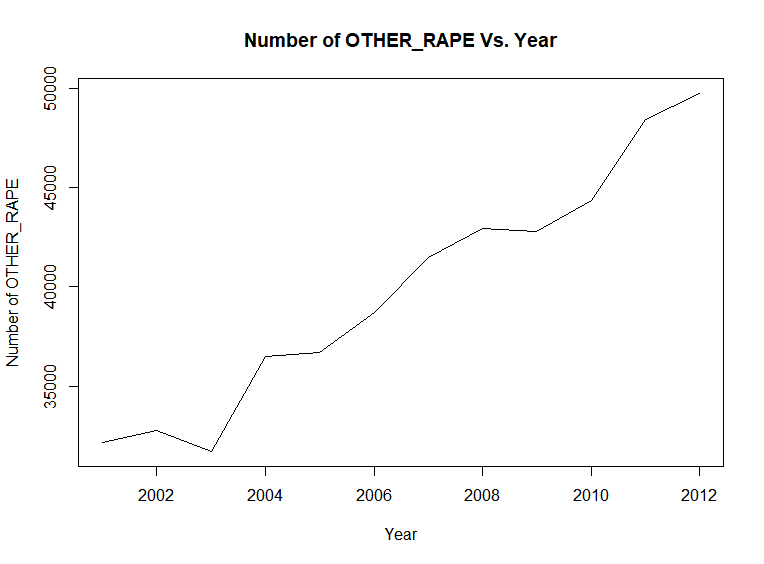 Number of OTHER_RAPE Vs. Year
Number of OTHER_RAPE
50000
45000
40000
35000
2002 2004 2006 2008 2010 2012
Year